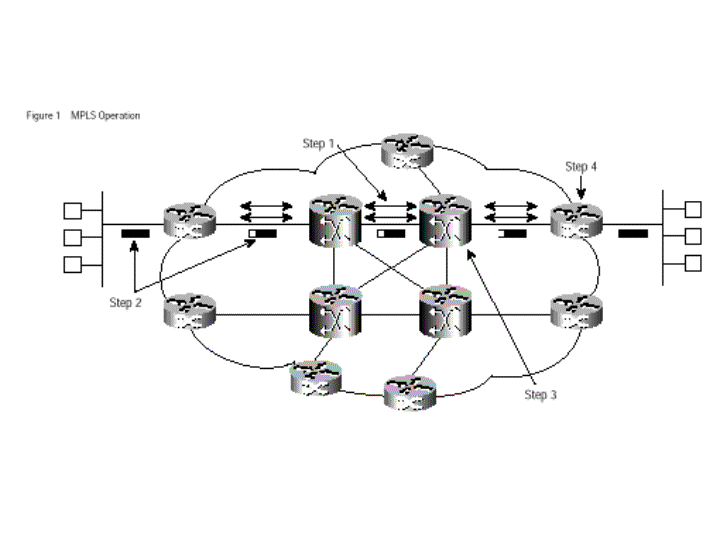 Figure 1 MPLS Operation
Step 1
Step 4
Step 2
Step 3